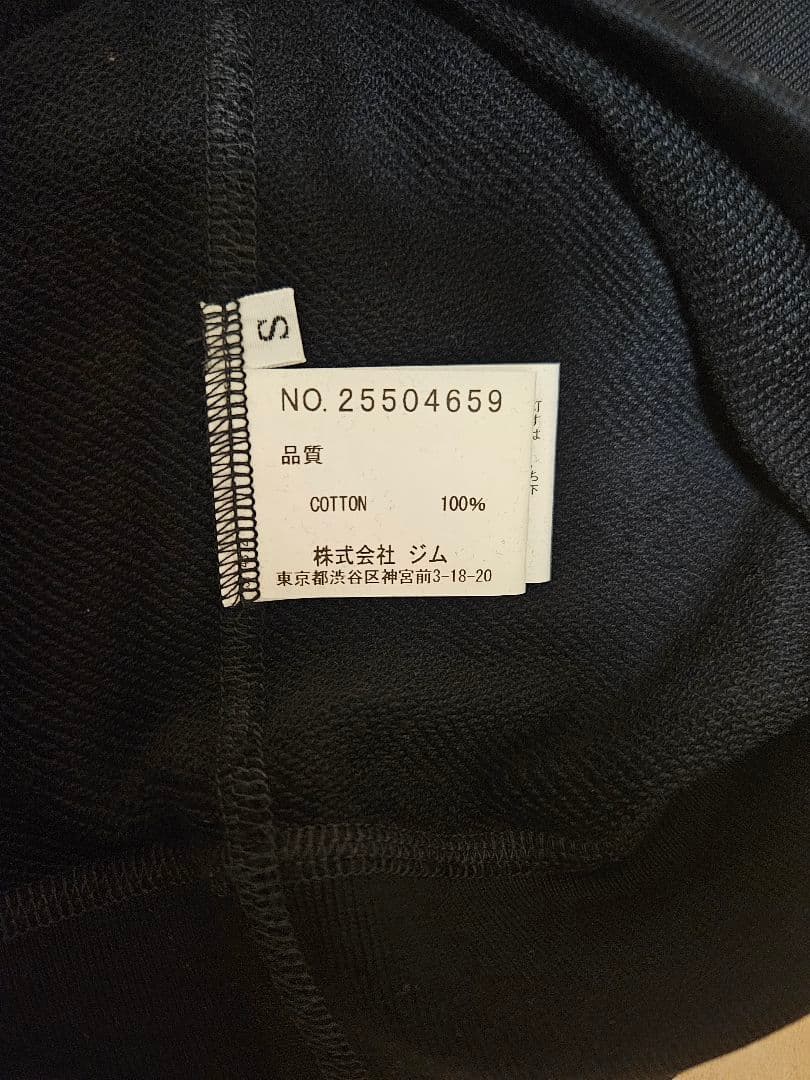 S
NO. 25504659
品質
COTTON 100%
株式会社 ジム
東京都渋谷区神宮前3-18-20